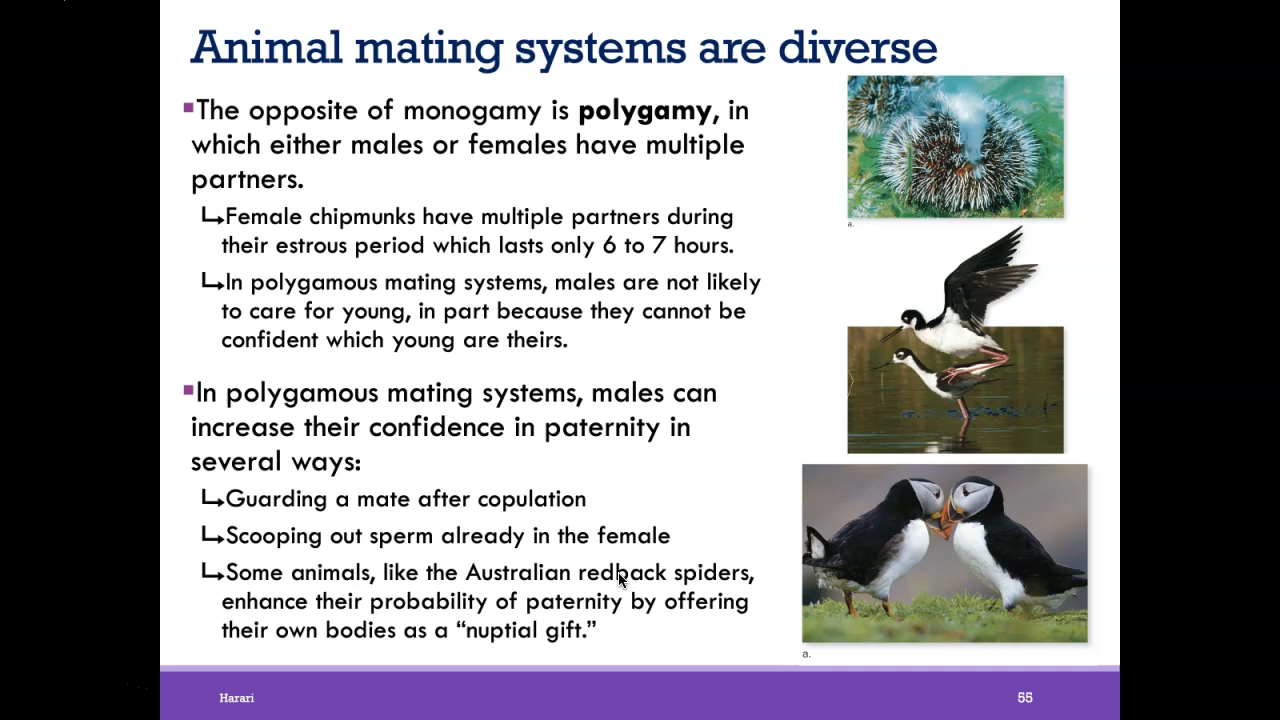 Animal mating systems are diverse
▪The opposite of monogamy is polygamy, in
which either males or females have multiple
partners.
↳Female chipmunks have multiple partners during
their estrous period which lasts only 6 to 7 hours.
↳In polygamous mating systems, males are not likely
to care for young, in part because they cannot be
confident which young are theirs.
▪In polygamous mating systems, males can
increase their confidence in paternity in
several ways:
↳Guarding a mate after copulation
↳Scooping out sperm already in the female
↳Some animals, like the Australian redback spiders,
enhance their probability of paternity by offering
their own bodies as a “nuptial gift.”
a.
a.
Harari
55